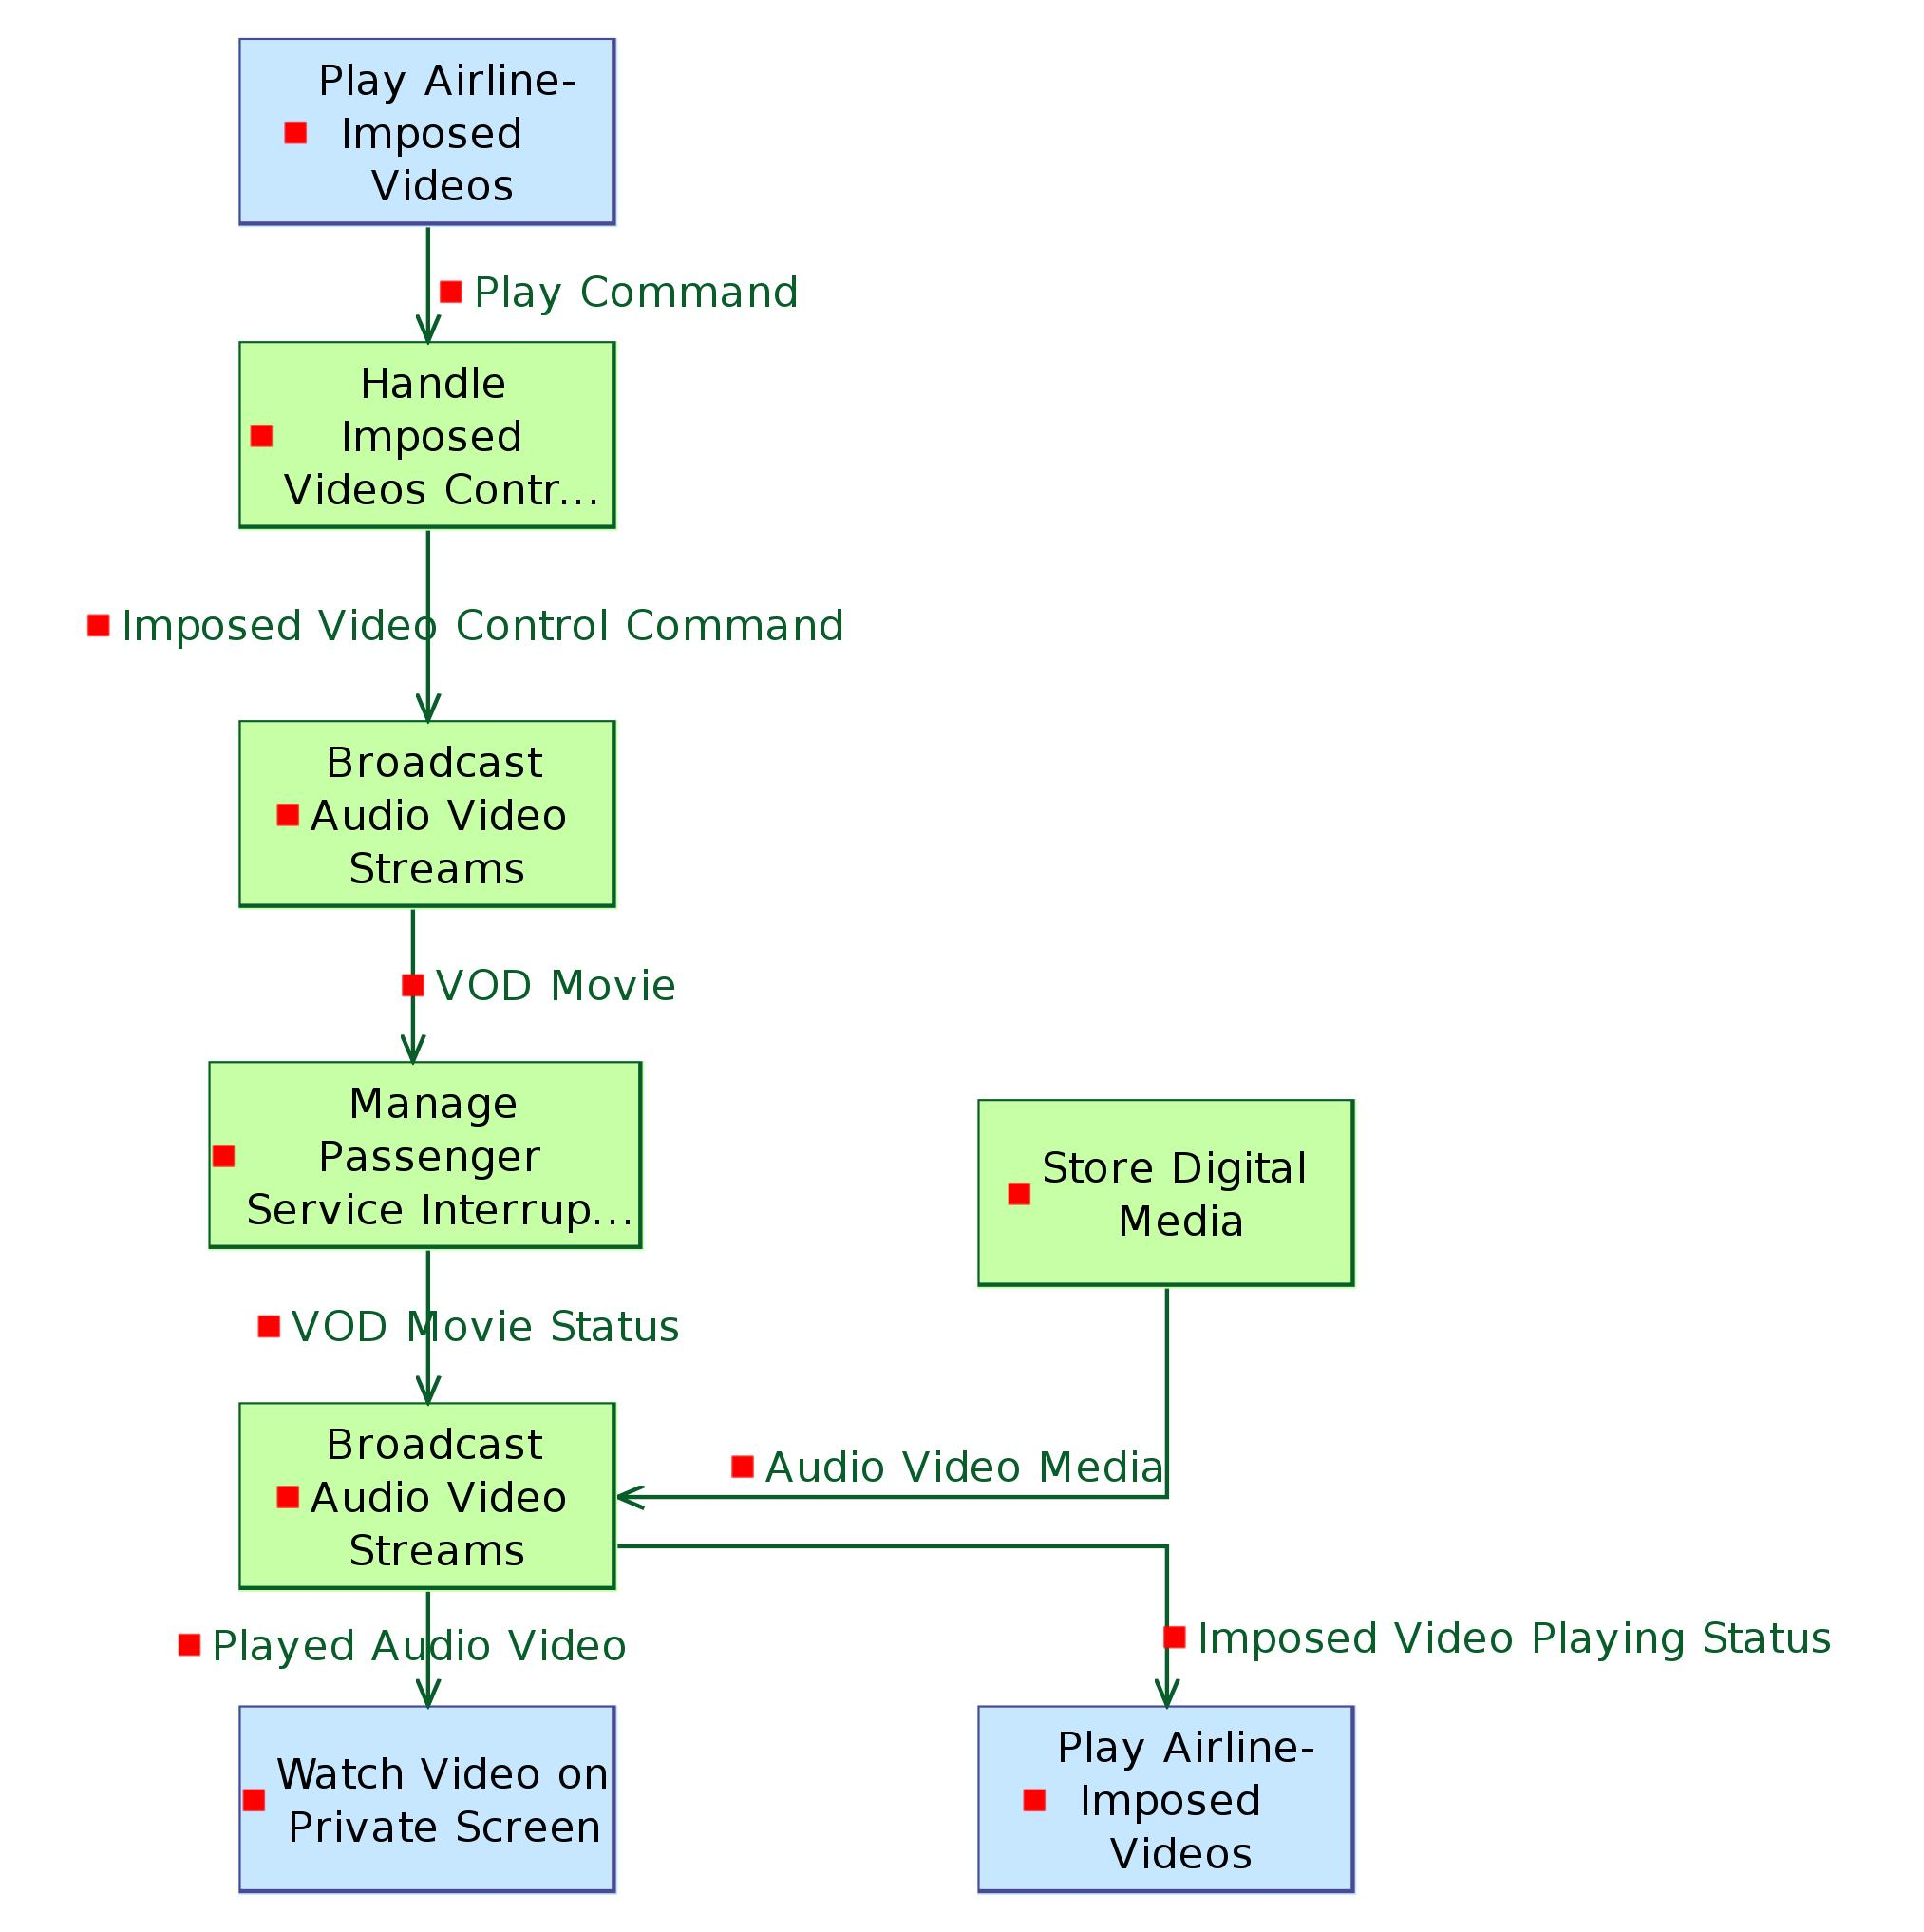 Play Airline-
Imposed
Videos
Play Command
Handle
Imposed
Videos Contr...
Imposed Video Control Command
Broadcast
Audio Video
Streams
VOD Movie
Manage
Passenger
Service Interrup...
Store Digital
Media
VOD Movie Status
Broadcast
Audio Video
Streams
Audio Video Media
Played Audio Video
Imposed Video Playing Status
Watch Video on
Private Screen
Play Airline-
Imposed
Videos